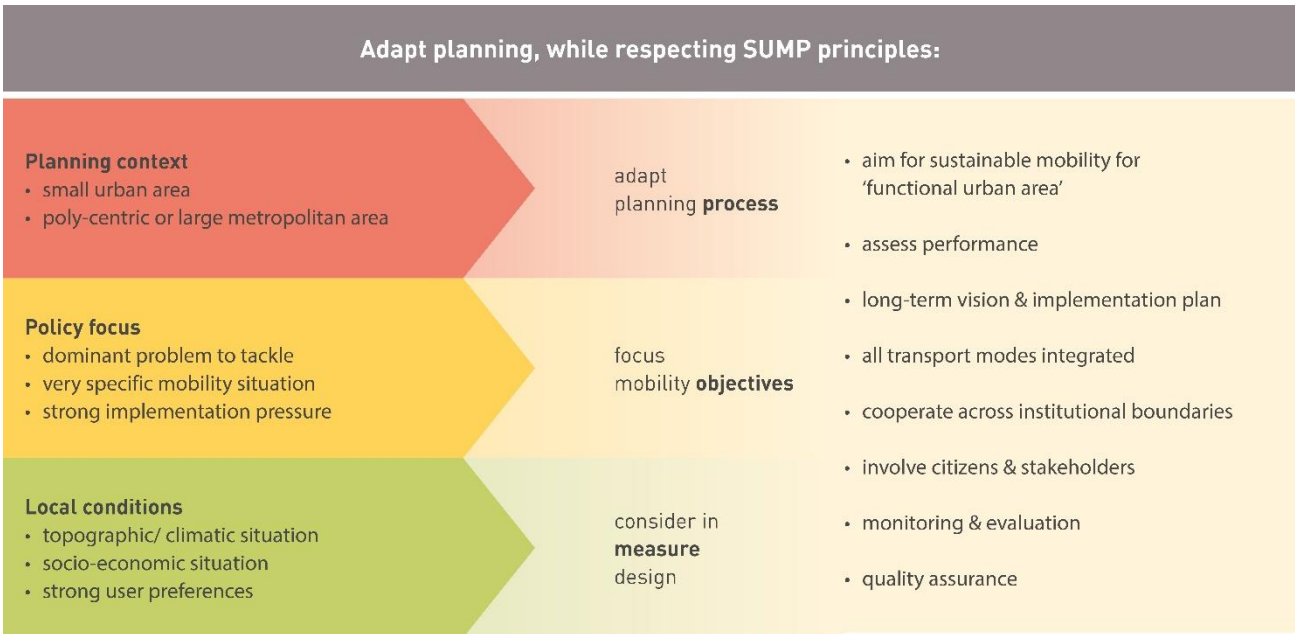 Adapt planning, while respecting SUMP principles:
Planning context
• small urban area
• poly-centric or large metropolitan area
adapt
planning process
Policy focus
• dominant problem to tackle
• very specific mobility situation
• strong implementation pressure
focus
mobility objectives
Local conditions
• topographic/ climatic situation
• socio-economic situation
• strong user preferences
consider in
measure
design
• aim for sustainable mobility for
'functional urban area'
• assess performance
• long-term vision & implementation plan
• all transport modes integrated
• cooperate across institutional boundaries
• involve citizens & stakeholders
• monitoring & evaluation
• quality assurance